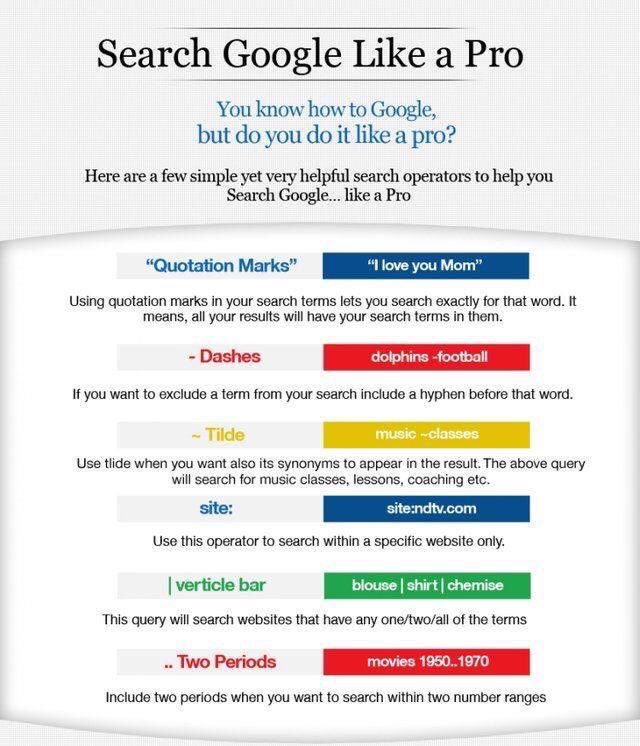 Search Google Like a Pro
You know how to Google,
but do you do it like a pro?
Here are a few simple yet very helpful search operators to help you
Search Google... like a Pro
“Quotation Marks” “I love you Mom”
Using quotation marks in your search terms lets you search exactly for that word. It
means, all your results will have your search terms in them.
- Dashes dolphins -football
If you want to exclude a term from your search include a hyphen before that word.
~ Tilde music ~classes
Use tlide when you want also its synonyms to appear in the result. The above query
will search for music classes, lessons, coaching etc.
site: site:ndtv.com
Use this operator to search within a specific website only.
| verticle bar blouse | shirt | chemise
This query will search websites that have any one/two/all of the terms
.. Two Periods movies 1950..1970
Include two periods when you want to search within two number ranges